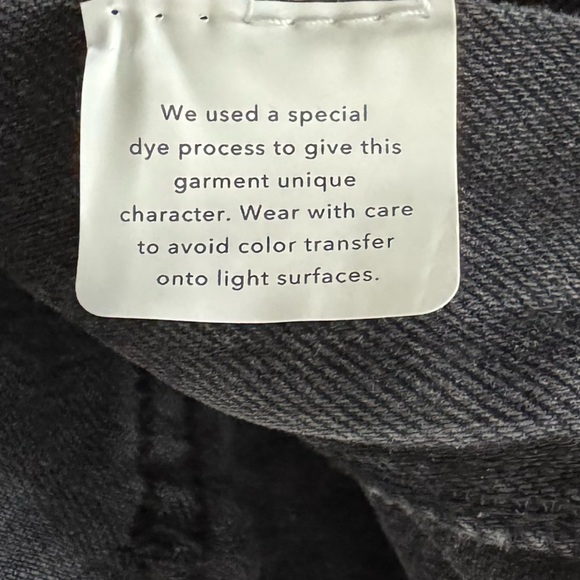 We used a special
dye process to give this
garment unique
character. Wear with care
to avoid color transfer
onto light surfaces.